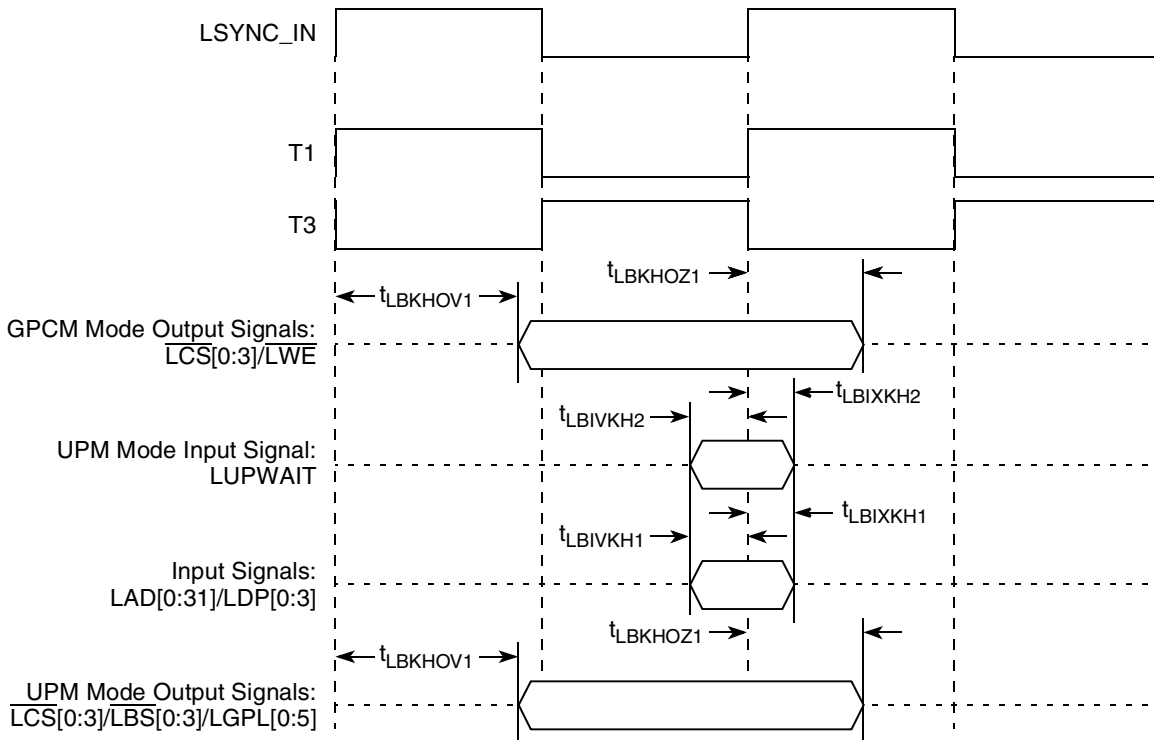 LSYNC_IN
T1
T3
tLBKHOZ1
tLBKHOV1
GPCM Mode Output Signals:
LCS[0:3]/LWE
tLBIXKH2
tLBIVKH2
UPM Mode Input Signal:
LUPWAIT
tLBIXKH1
tLBIVKH1
Input Signals:
LAD[0:31]/LDP[0:3]
tLBKHOZ1
tLBKHOV1
UPM Mode Output Signals:
LCS[0:3]/LBS[0:3]/LGPL[0:5]